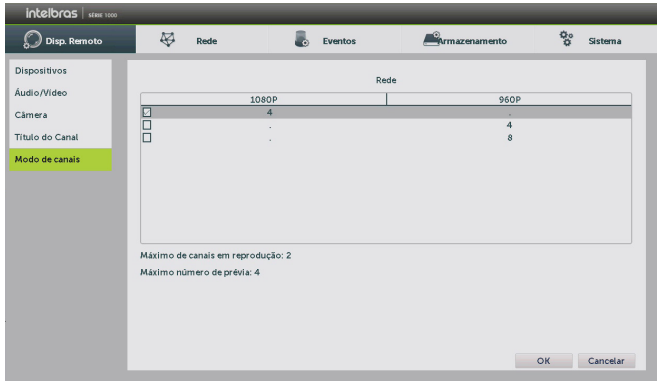 intelbras | SÉRIE 1000
Disp. Remoto Rede Eventos Armazenamento Sistema
Dispositivos
Áudio/Vídeo
Câmera
Título do Canal
Modo de canais
Rede
1080P 960P
4 .
. 4
. 8
Máximo de canais em reprodução: 2
Máximo número de prévia: 4
OK Cancelar